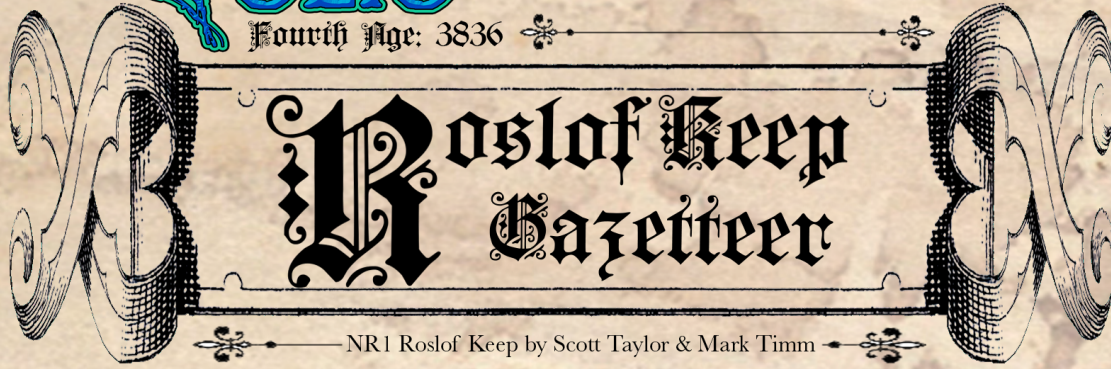 Fourth Age: 3836
Roslof Keep
Gazetteer
NR1 Roslof Keep by Scott Taylor & Mark Timm